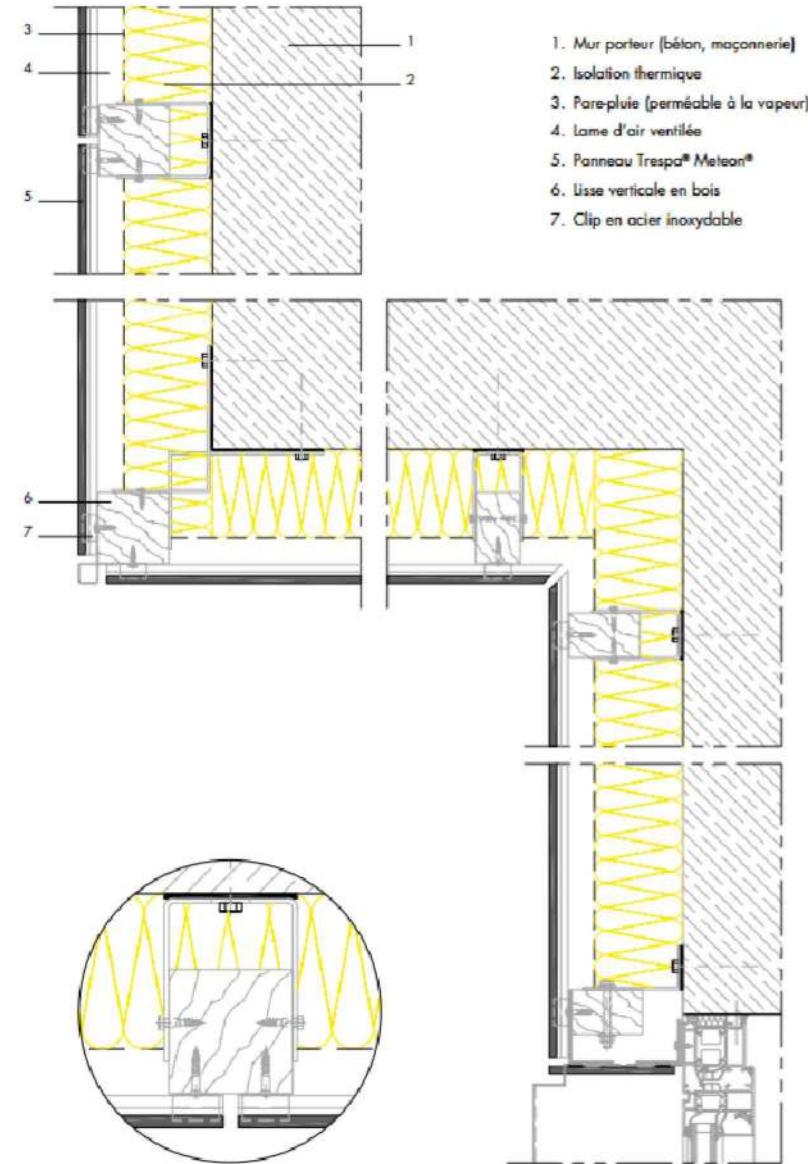 3
4
5
1
2
6
7
1. Mur porteur (béton, maçonnerie)
2. Isolation thermique
3. Pare-pluie (perméable à la vapeur)
4. Lame d'air ventilée
5. Panneau Trespa® Meteon®
6. Lisse verticale en bois
7. Clip en acier inoxydable